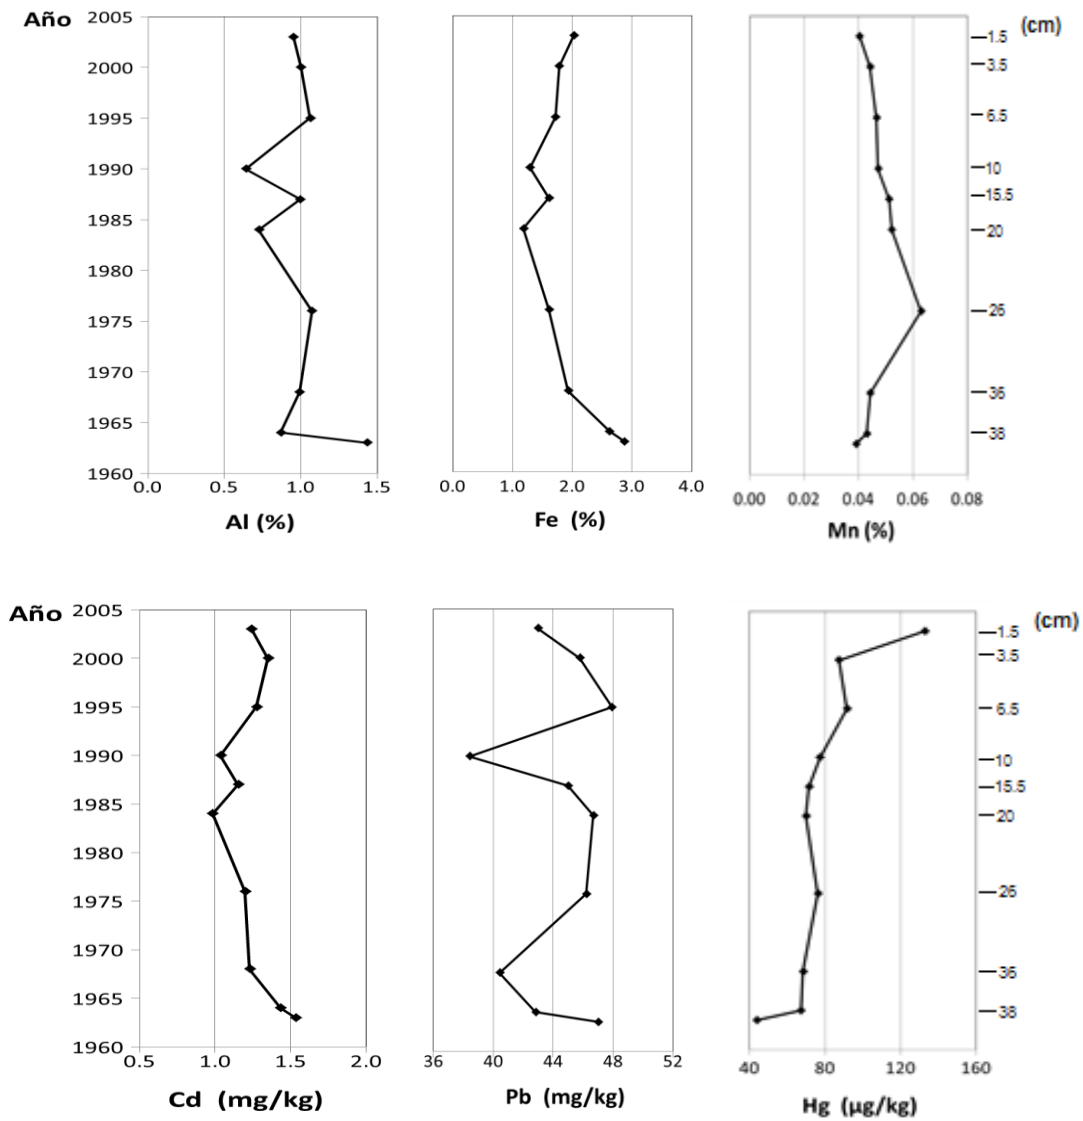 Año
2005
2000
1995
1990
1985
1980
1975
1970
1965
1960
0.0 0.5 1.0 1.5
Al (%)
0.0 1.0 2.0 3.0 4.0
Fe (%)
(cm)
1.5
3.5
6.5
10
15.5
20
26
36
38
0.00 0.02 0.04 0.06 0.08
Mn (%)
Año
2005
2000
1995
1990
1985
1980
1975
1970
1965
1960
0.5 1.0 1.5 2.0
Cd (mg/kg)
36 40 44 48 52
Pb (mg/kg)
(cm)
1.5
3.5
6.5
10
15.5
20
26
36
38
40 80 120 160
Hg (µg/kg)